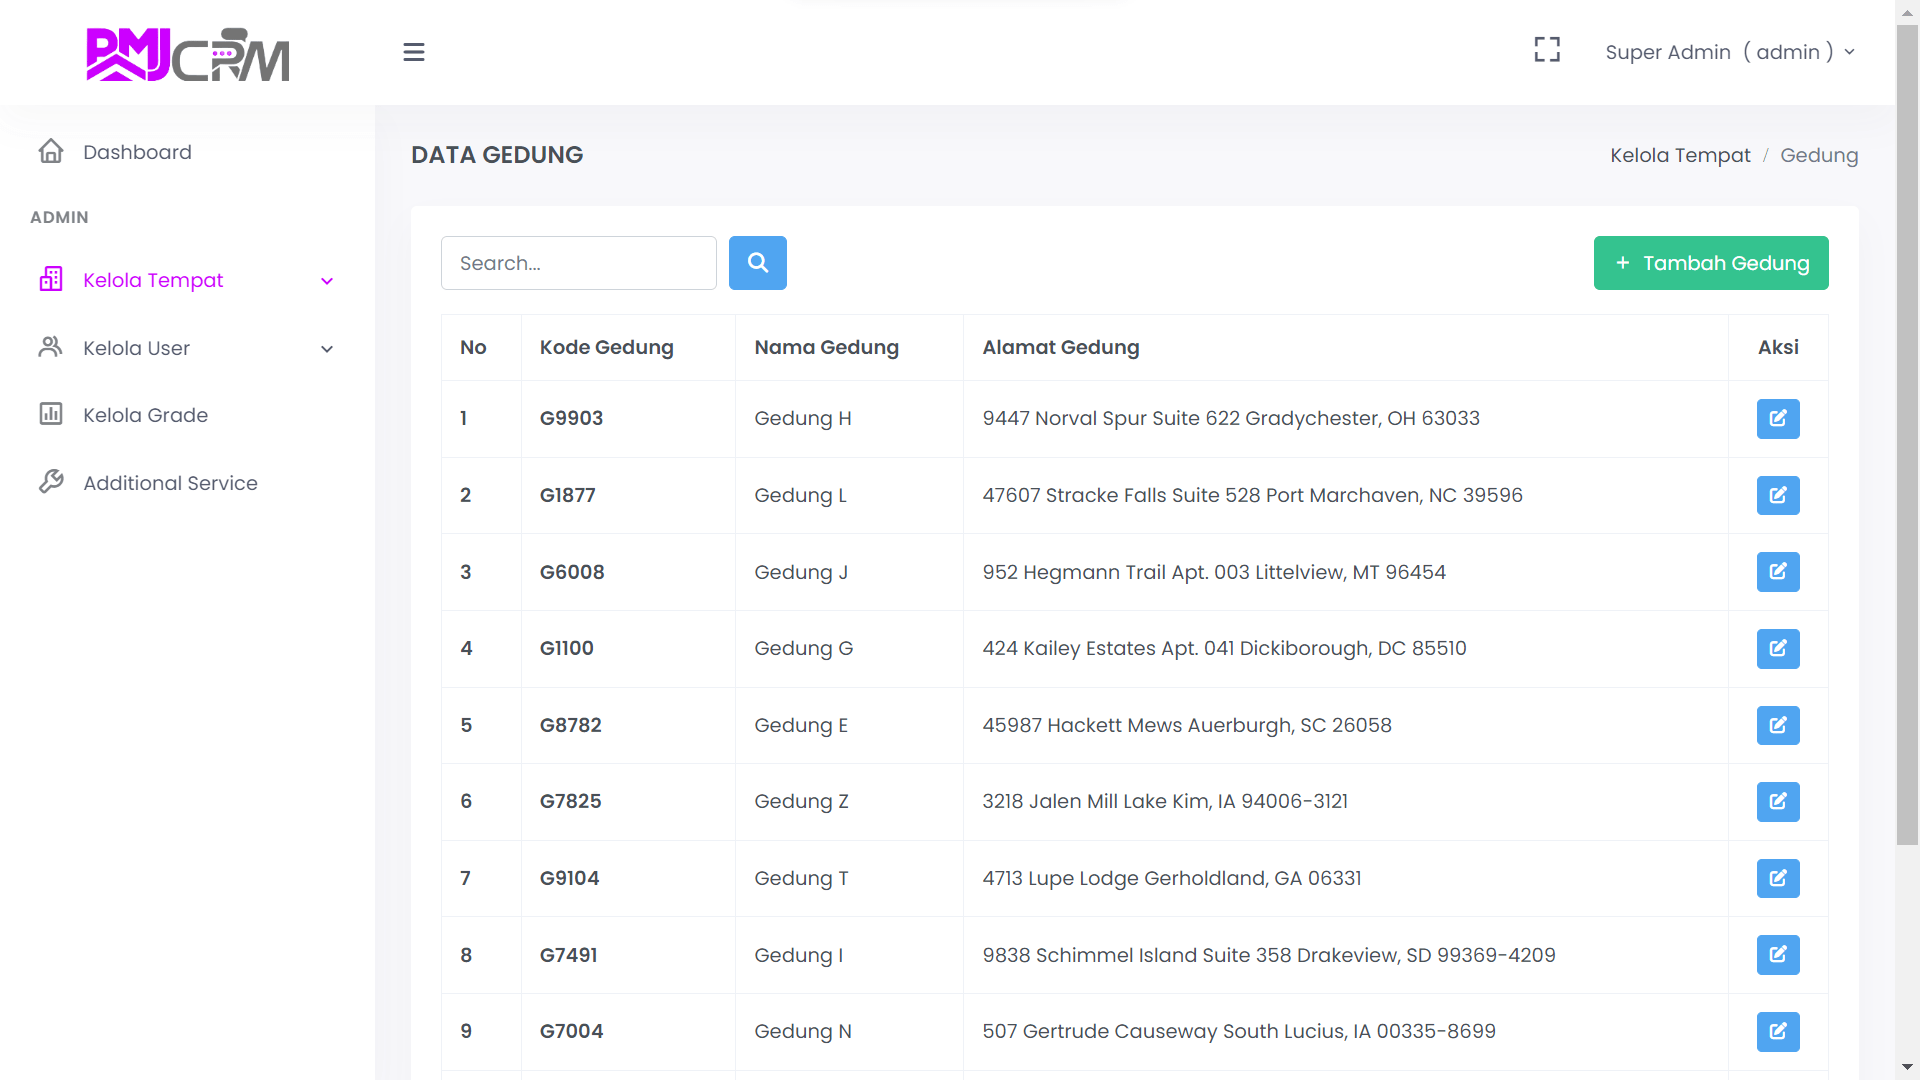 PMJCRM
Super Admin ( admin )
Dashboard
ADMIN
Kelola Tempat
Kelola User
Kelola Grade
Additional Service
DATA GEDUNG
Kelola Tempat / Gedung
Search...
+ Tambah Gedung
No Kode Gedung Nama Gedung Alamat Gedung Aksi
1 G9903 Gedung H 9447 Norval Spur Suite 622 Gradychester, OH 63033
2 G1877 Gedung L 47607 Stracke Falls Suite 528 Port Marchaven, NC 39596
3 G6008 Gedung J 952 Hegmann Trail Apt. 003 Littelview, MT 96454
4 G1100 Gedung G 424 Kailey Estates Apt. 041 Dickiborough, DC 85510
5 G8782 Gedung E 45987 Hackett Mews Auerburgh, SC 26058
6 G7825 Gedung Z 3218 Jalen Mill Lake Kim, IA 94006-3121
7 G9104 Gedung T 4713 Lupe Lodge Gerholdland, GA 06331
8 G7491 Gedung I 9838 Schimmel Island Suite 358 Drakeview, SD 99369-4209
9 G7004 Gedung N 507 Gertrude Causeway South Lucius, IA 00335-8699